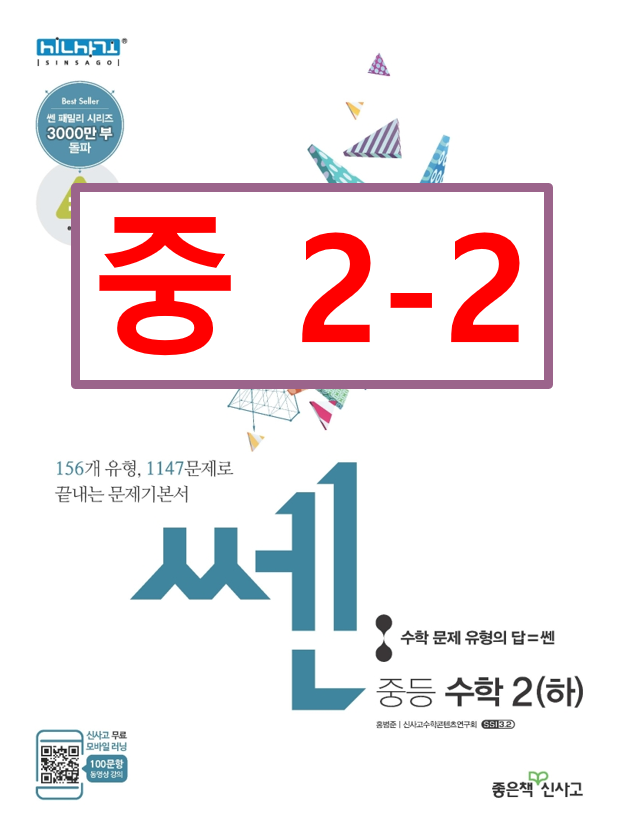 신사고
SINSAGO
Best Seller
쎈 패밀리 시리즈
3000만 부
돌파
중 2-2
156개 유형, 1147문제로
끝내는 문제기본서
쎈
수학 문제 유형의 답=쎈
중등 수학 2(하)
홍범준 | 신사고수학콘텐츠연구회 SSI3.2
신사고 무료
모바일 러닝
100문항
동영상 강의
좋은책 신사고